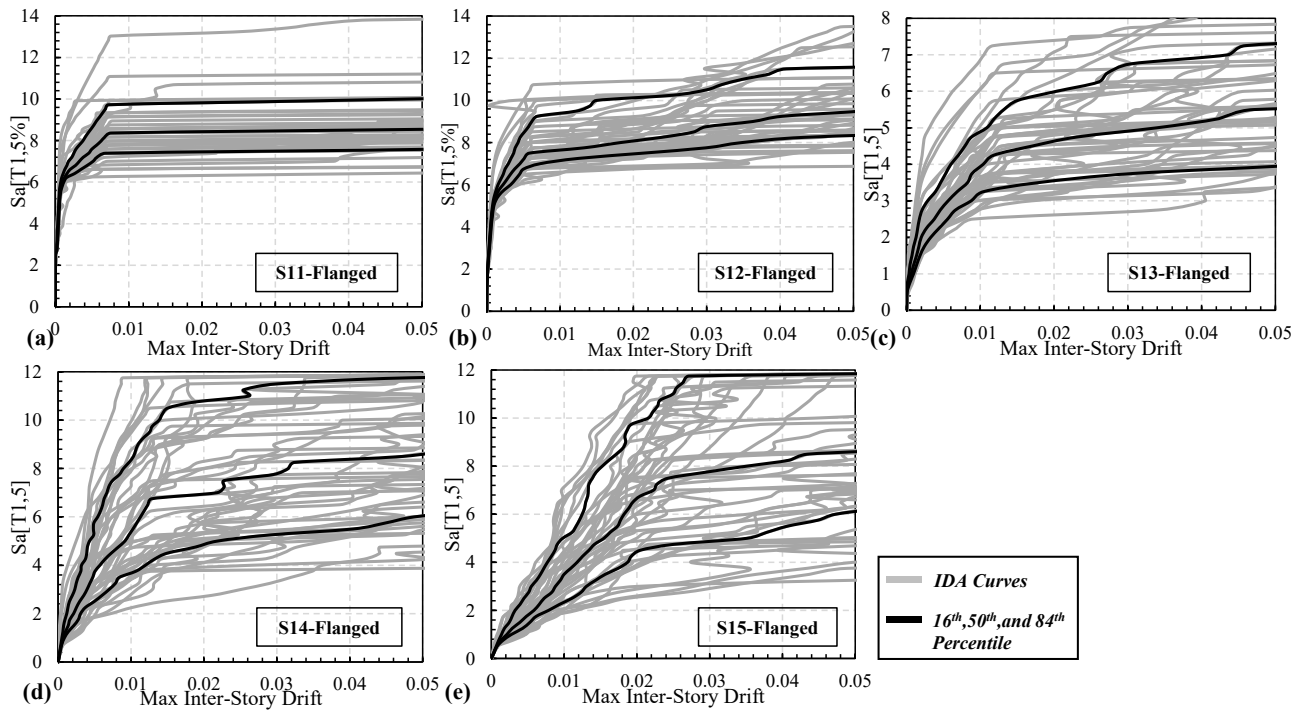 14
12
10
8
6
4
2
0
Sa[T1,5%]
S11-Flanged
0 0.01 0.02 0.03 0.04 0.05
(a)
Max Inter-Story Drift
14
12
10
8
6
4
2
0
Sa[T1,5%]
S12-Flanged
0 0.01 0.02 0.03 0.04 0.05
(b)
Max Inter-Story Drift
8
7
6
5
4
3
2
1
0
Sa[T1,5]
S13-Flanged
0 0.01 0.02 0.03 0.04 0.05
(c)
Max Inter-Story Drift
12
10
8
6
4
2
0
Sa[T1,5]
S14-Flanged
0 0.01 0.02 0.03 0.04 0.05
(d)
Max Inter-Story Drift
12
10
8
6
4
2
0
Sa[T1,5]
S15-Flanged
0 0.01 0.02 0.03 0.04 0.05
(e)
Max Inter-Story Drift
IDA Curves
16th,50th,and 84th
Percentile